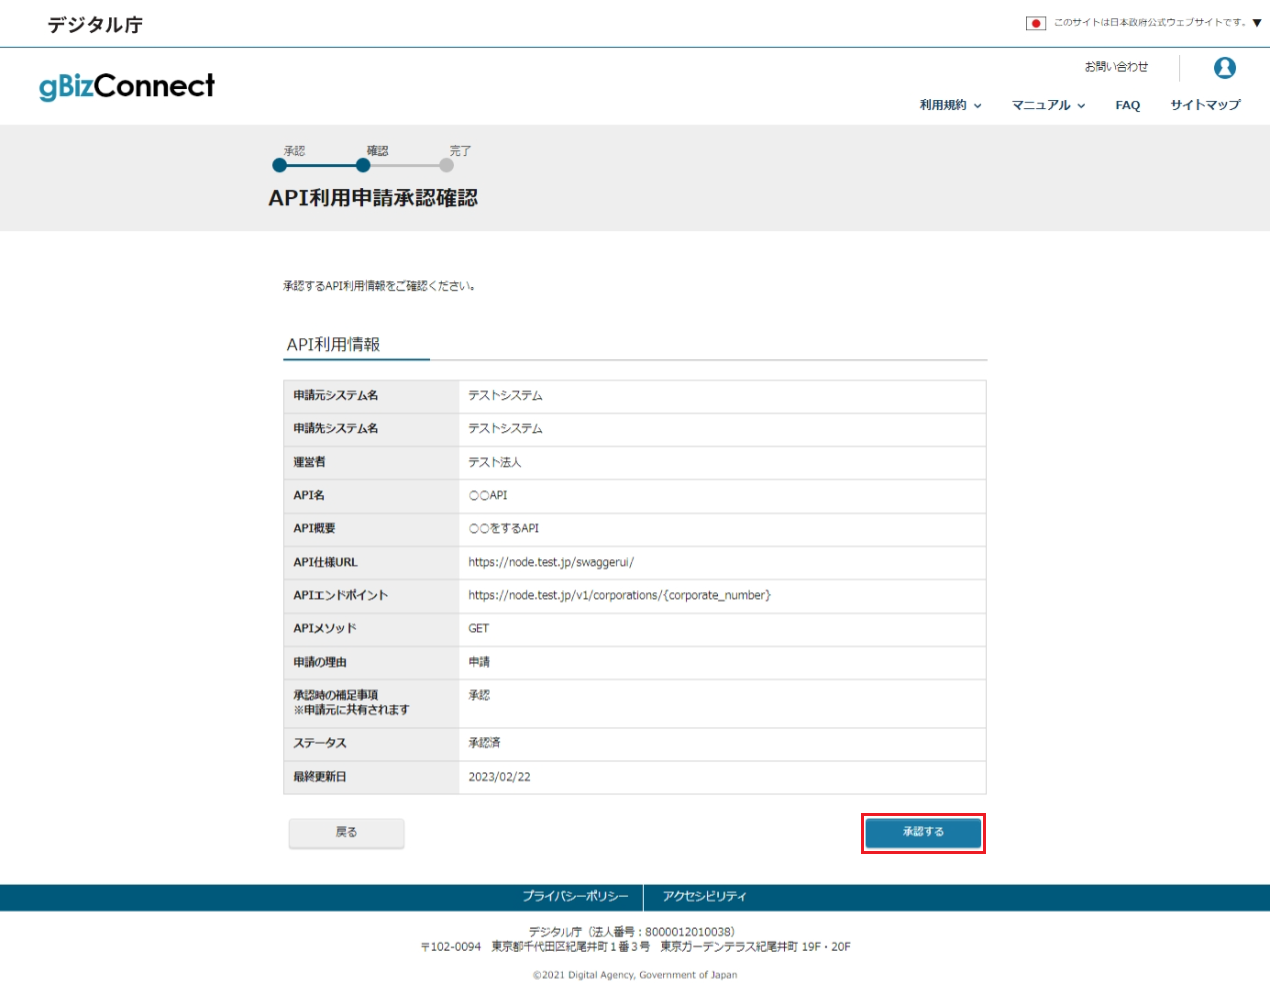 デジタル庁
このサイトは日本政府公式ウェブサイトです。▼
gBizConnect
お問い合わせ
利用規約
マニュアル
FAQ
サイトマップ
承認
確認
完了
API利用申請承認確認
承認するAPI利用情報をご確認ください。
API利用情報
申請元システム名 テストシステム
申請先システム名 テストシステム
運営者 テスト法人
API名 〇〇API
API概要 〇〇をするAPI
API仕様URL https://node.test.jp/swaggerui/
APIエンドポイント https://node.test.jp/v1/corporations/{corporate_number}
APIメソッド GET
申請の理由 申請
承認時の補足事項 承認
※申請元に共有されます
ステータス 承認済
最終更新日 2023/02/22
戻る
承認する
プライバシーポリシー
アクセシビリティ
デジタル庁（法人番号：8000012010038）
〒102-0094　東京都千代田区紀尾井町１番３号　東京ガーデンテラス紀尾井町 19F・20F
©2021 Digital Agency, Government of Japan